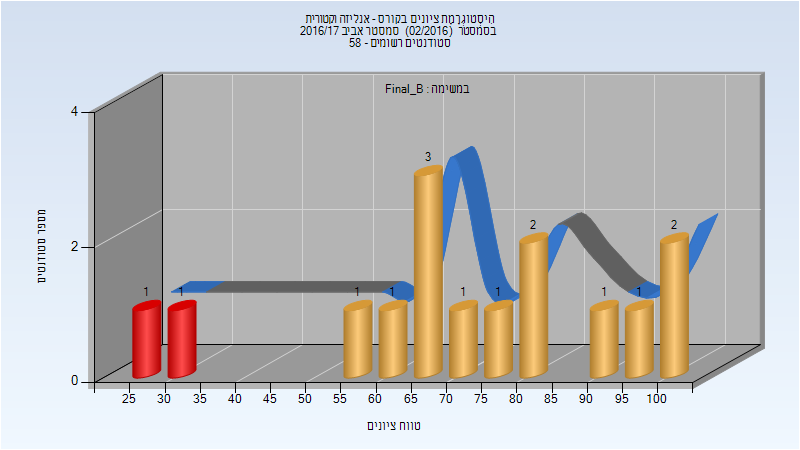 היסטוגרמת ציונים בקורס - אנליזה וקטורית
בסמסטר (02/2016) סמסטר אביב 2016/17
סטודנטים רשומים - 58
במשימה : Final_B
4
2
0
מספר סטודנטים
1
1
1
1
3
1
1
2
1
1
2
25 30 35 40 45 50 55 60 65 70 75 80 85 90 95 100
טווח ציונים